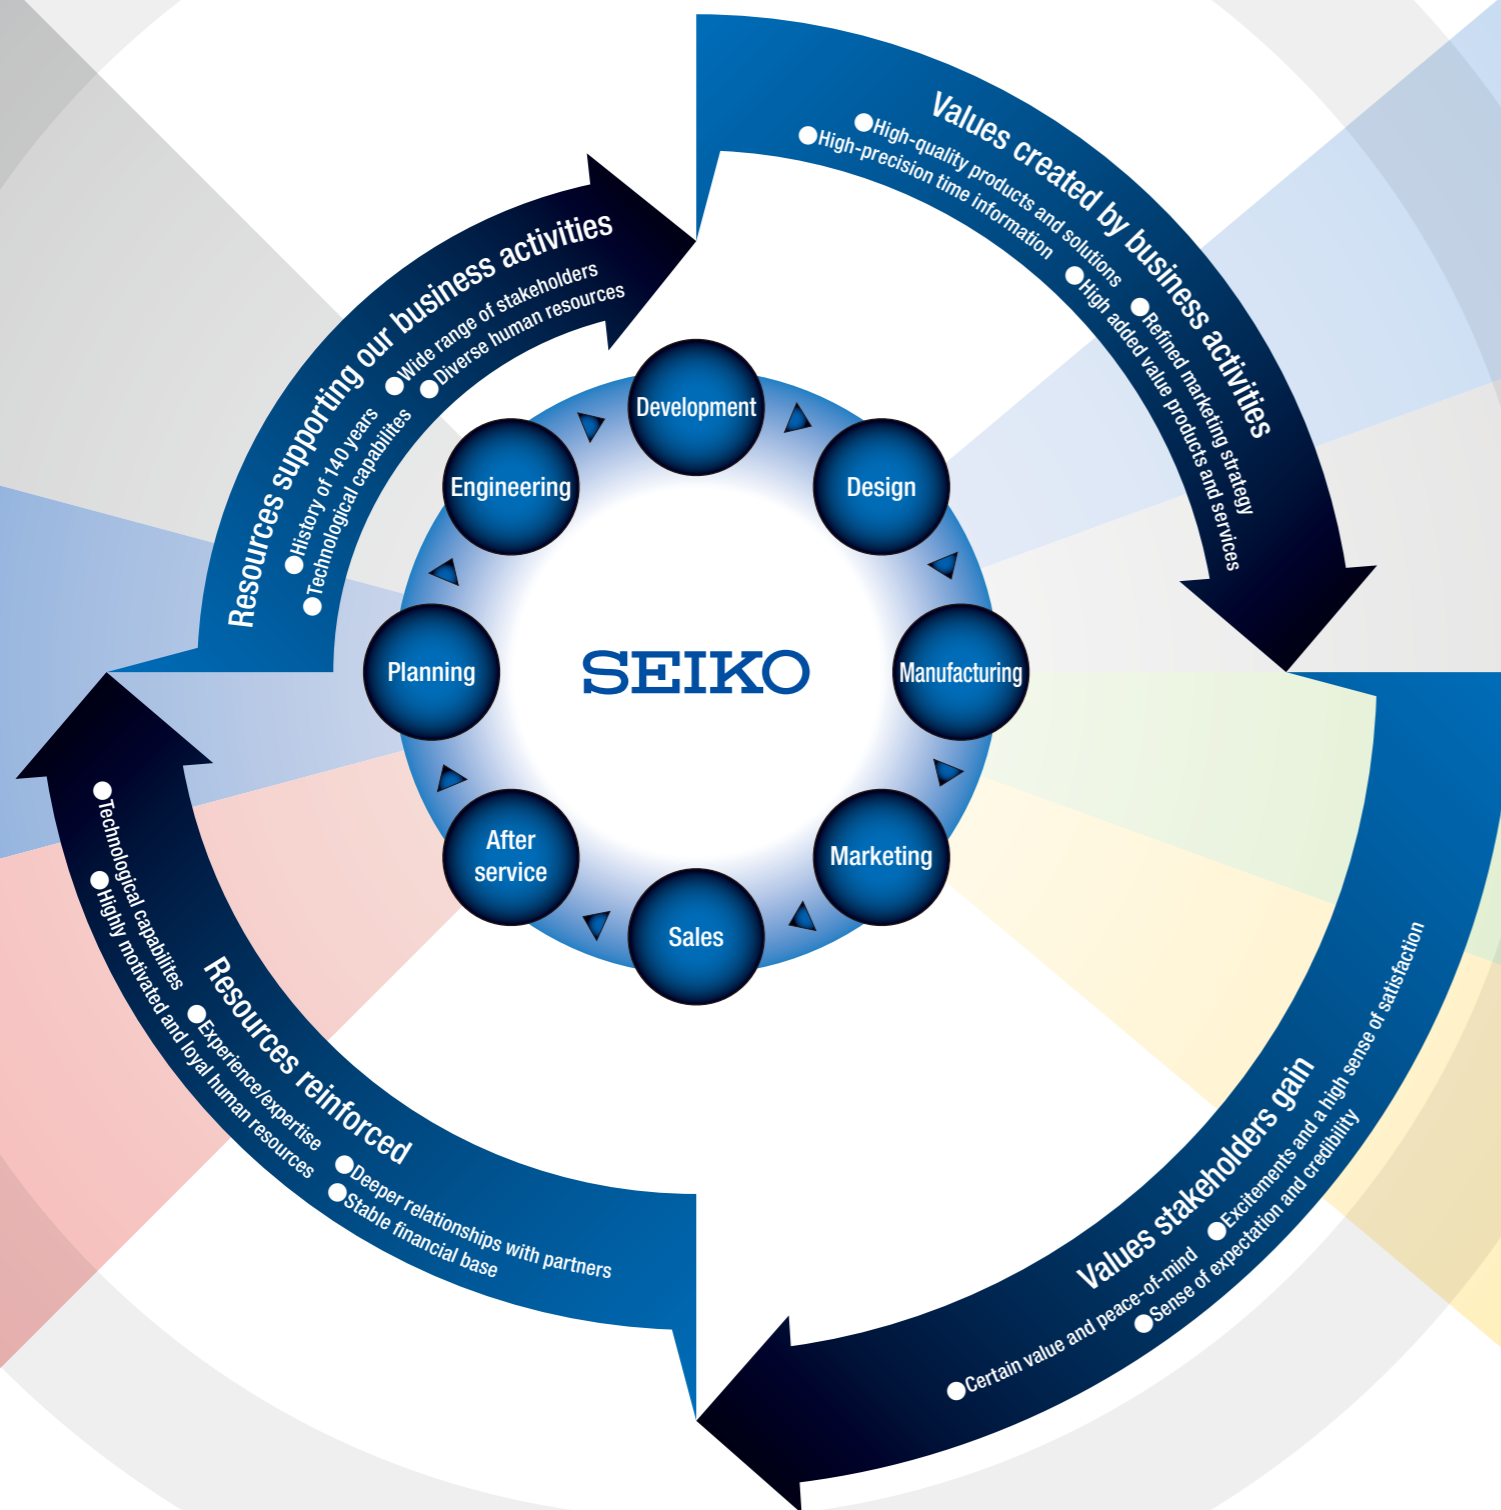 Resources supporting our business activities
●History of 140 years ●Wide range of stakeholders
●Technological capabilites ●Diverse human resources
Values created by business activities
●High-quality products and solutions ●Refined marketing strategy
●High-precision time information ●High added value products and services
Values stakeholders gain
●Certain value and peace-of-mind ●Excitements and a high sense of satisfaction
●Sense of expectation and credibility
Resources reinforced
●Technological capabilites ●Experience/expertise ●Deeper relationships with partners
●Highly motivated and loyal human resources ●Stable financial base
Development
Design
Manufacturing
Marketing
Sales
After
service
Planning
Engineering
SEIKO